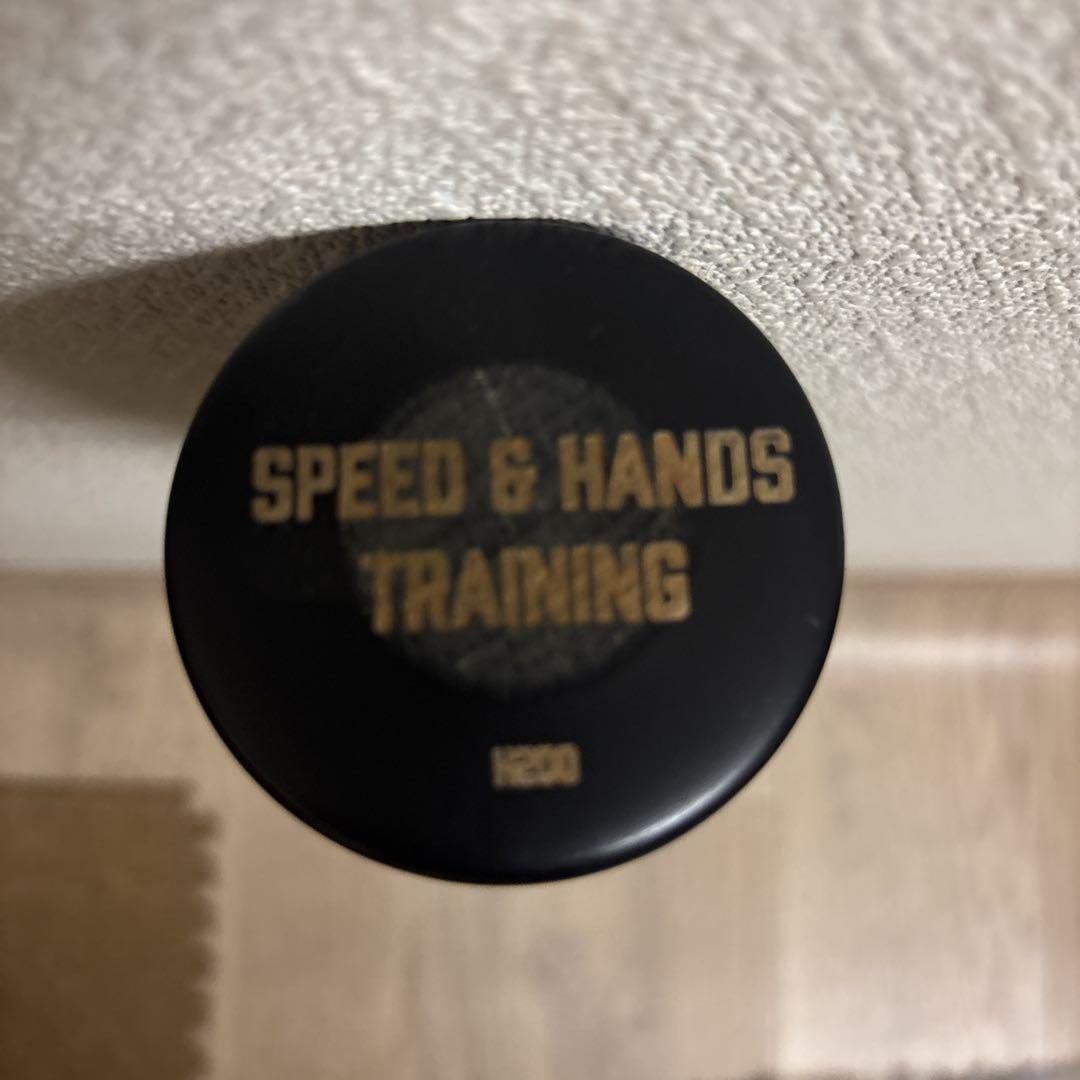 SPEED & HANDS
TRAINING
H200